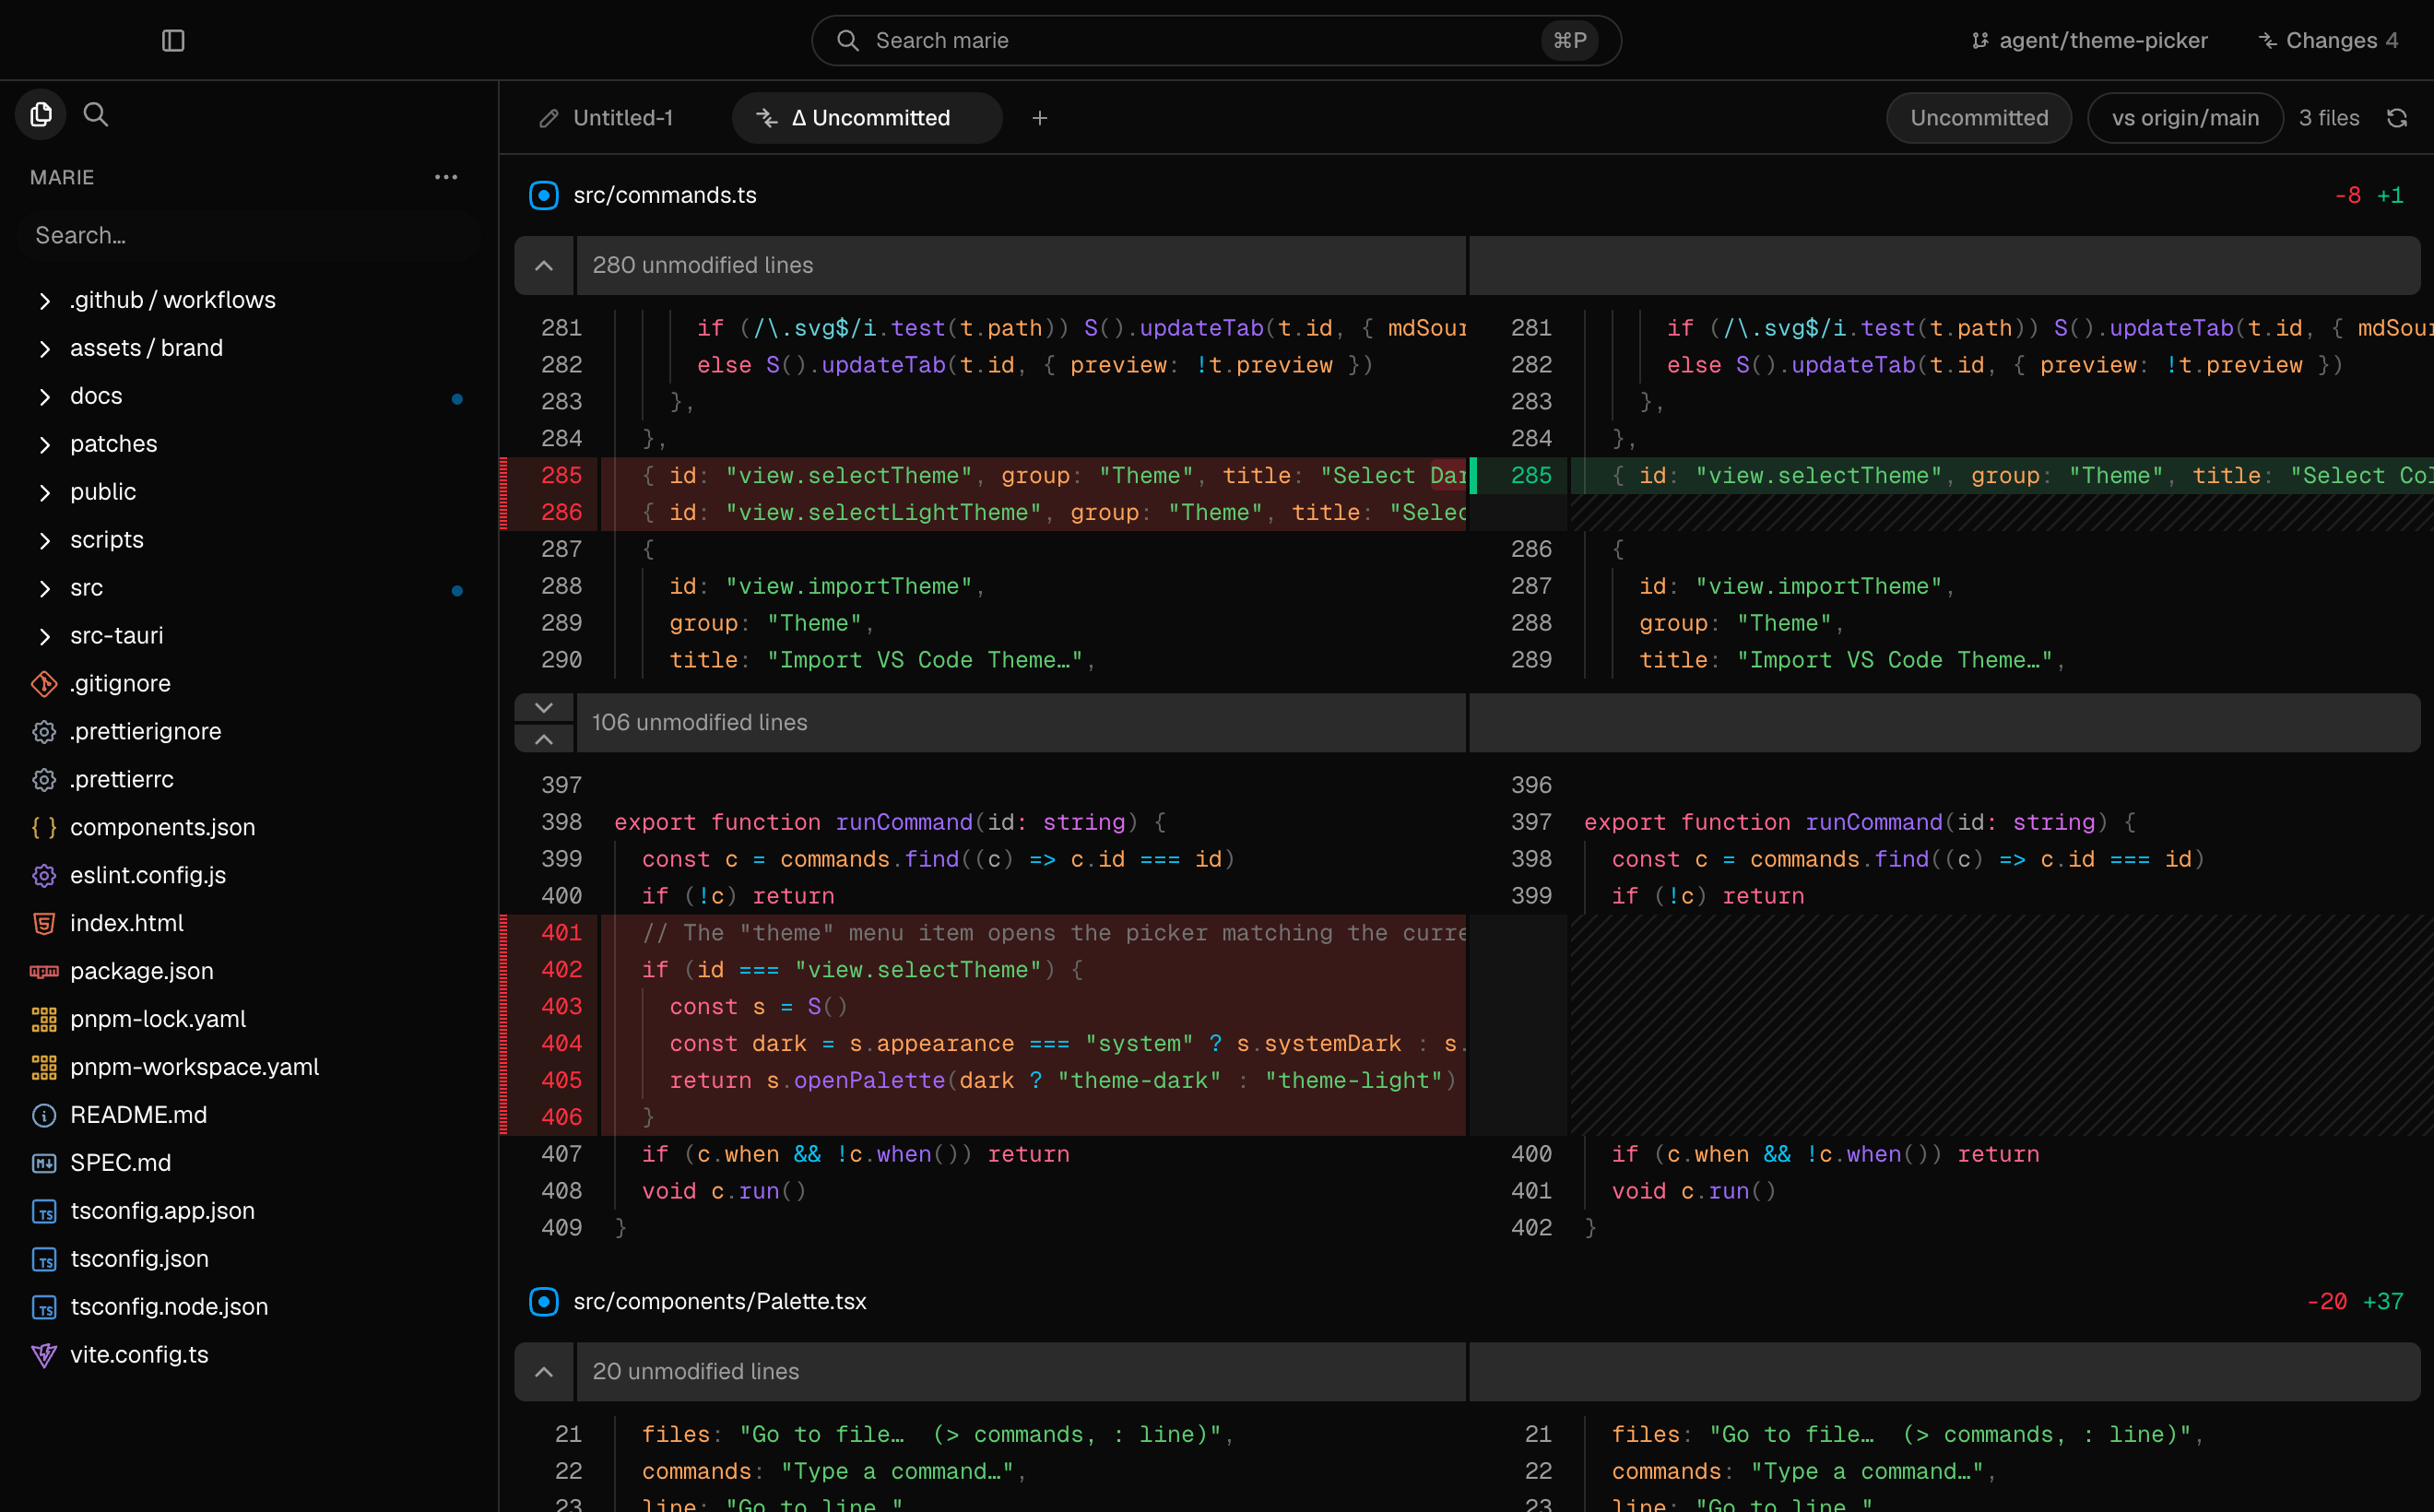 Search marie
⌘P
agent/theme-picker
Changes 4
Untitled-1
Δ Uncommitted
Uncommitted
vs origin/main
3 files
MARIE
Search…
.github / workflows
assets / brand
docs
patches
public
scripts
src
src-tauri
.gitignore
.prettierignore
.prettierrc
components.json
eslint.config.js
index.html
package.json
pnpm-lock.yaml
pnpm-workspace.yaml
README.md
SPEC.md
tsconfig.app.json
tsconfig.json
tsconfig.node.json
vite.config.ts
src/commands.ts
-8 +1
280 unmodified lines
281 if (/\.svg$/i.test(t.path)) S().updateTab(t.id, { mdSour
282 else S().updateTab(t.id, { preview: !t.preview })
283 },
284 },
285 { id: "view.selectTheme", group: "Theme", title: "Select Dar
286 { id: "view.selectLightTheme", group: "Theme", title: "Selec
287 {
288 id: "view.importTheme",
289 group: "Theme",
290 title: "Import VS Code Theme…",
281 if (/\.svg$/i.test(t.path)) S().updateTab(t.id, { mdSour
282 else S().updateTab(t.id, { preview: !t.preview })
283 },
284 },
285 { id: "view.selectTheme", group: "Theme", title: "Select Col
286 {
287 id: "view.importTheme",
288 group: "Theme",
289 title: "Import VS Code Theme…",
106 unmodified lines
397
398 export function runCommand(id: string) {
399 const c = commands.find((c) => c.id === id)
400 if (!c) return
401 // The "theme" menu item opens the picker matching the curre
402 if (id === "view.selectTheme") {
403 const s = S()
404 const dark = s.appearance === "system" ? s.systemDark : s.
405 return s.openPalette(dark ? "theme-dark" : "theme-light")
406 }
407 if (c.when && !c.when()) return
408 void c.run()
409 }
396
397 export function runCommand(id: string) {
398 const c = commands.find((c) => c.id === id)
399 if (!c) return
400 if (c.when && !c.when()) return
401 void c.run()
402 }
src/components/Palette.tsx
-20 +37
20 unmodified lines
21 files: "Go to file…  (> commands, : line)",
22 commands: "Type a command…",
23 line: "Go to line…"
21 files: "Go to file…  (> commands, : line)",
22 commands: "Type a command…",
23 line: "Go to line…"